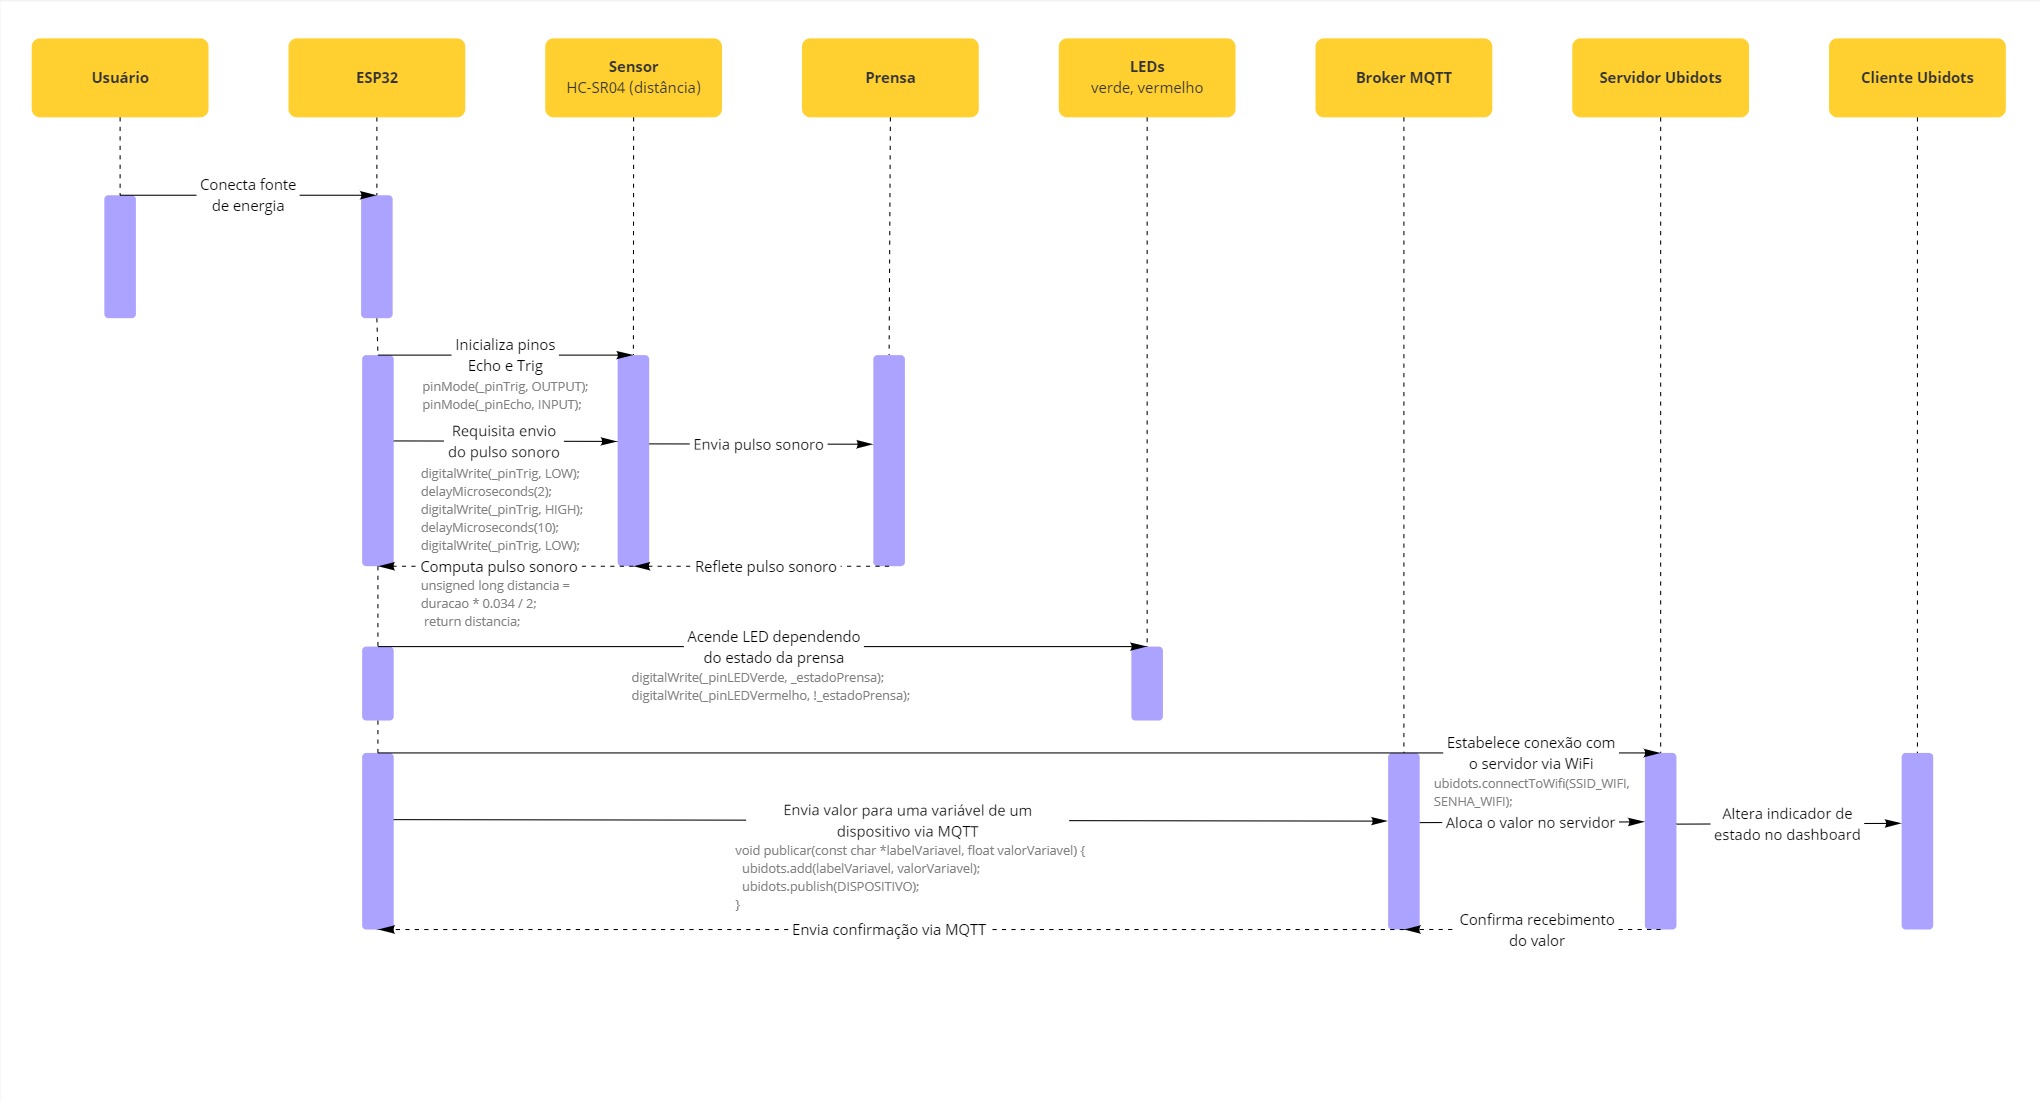 Usuário
ESP32
Sensor
HC-SR04 (distância)
Prensa
LEDs
verde, vermelho
Broker MQTT
Servidor Ubidots
Cliente Ubidots
Conecta fonte
de energia
Inicializa pinos
Echo e Trig
pinMode(_pinTrig, OUTPUT);
pinMode(_pinEcho, INPUT);
Requisita envio
do pulso sonoro
digitalWrite(_pinTrig, LOW);
delayMicroseconds(2);
digitalWrite(_pinTrig, HIGH);
delayMicroseconds(10);
digitalWrite(_pinTrig, LOW);
Envia pulso sonoro
Reflete pulso sonoro
Computa pulso sonoro
unsigned long distancia =
duracao * 0.034 / 2;
return distancia;
Acende LED dependendo
do estado da prensa
digitalWrite(_pinLEDVerde, _estadoPrensa);
digitalWrite(_pinLEDVermelho, !_estadoPrensa);
Estabelece conexão com
o servidor via WiFi
ubidots.connectToWifi(SSID_WIFI,
SENHA_WIFI);
Envia valor para uma variável de um
dispositivo via MQTT
void publicar(const char *labelVariavel, float valorVariavel) {
ubidots.add(labelVariavel, valorVariavel);
ubidots.publish(DISPOSITIVO);
}
Aloca o valor no servidor
Altera indicador de
estado no dashboard
Confirma recebimento
do valor
Envia confirmação via MQTT